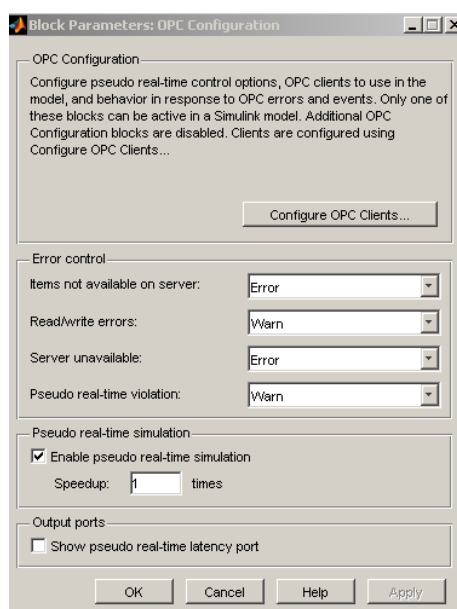 Block Parameters: OPC Configuration
OPC Configuration
Configure pseudo real-time control options, OPC clients to use in the
model, and behavior in response to OPC errors and events. Only one of
these blocks can be active in a Simulink model. Additional OPC
Configuration blocks are disabled. Clients are configured using
Configure OPC Clients...
Configure OPC Clients...
Error control
Items not available on server: Error
Read/write errors: Warn
Server unavailable: Error
Pseudo real-time violation: Warn
Pseudo real-time simulation
Enable pseudo real-time simulation
Speedup: 1 times
Output ports
Show pseudo real-time latency port
OK Cancel Help Apply